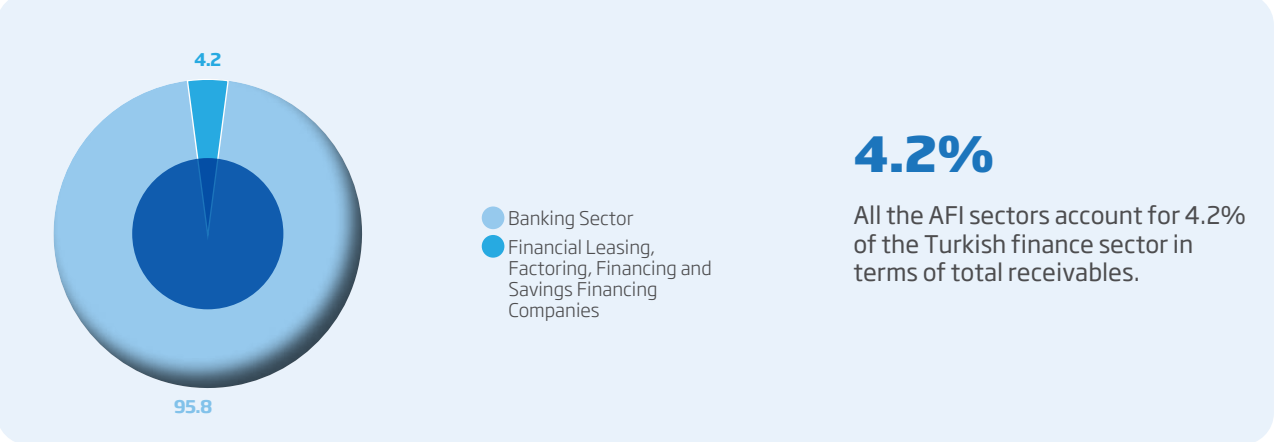 4.2
95.8
Banking Sector
Financial Leasing,
Factoring, Financing and
Savings Financing
Companies
4.2%
All the AFI sectors account for 4.2%
of the Turkish finance sector in
terms of total receivables.